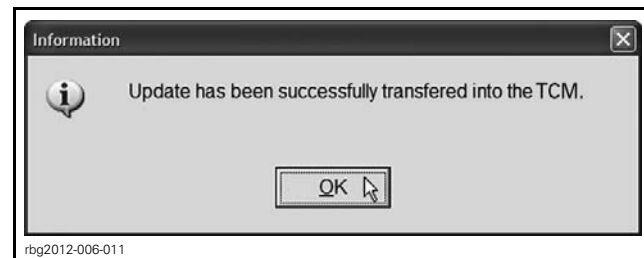 Information
Update has been successfully transfered into the TCM.
OK
rbg2012-006-011